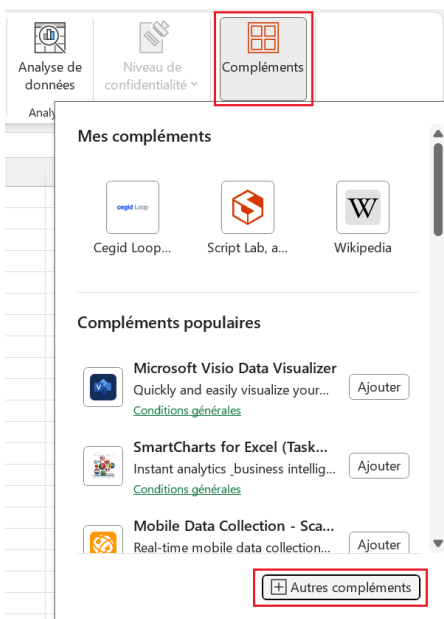 Analyse de
données
Niveau de
confidentialité
Compléments
Analy
Mes compléments
cegid Loop
W
Cegid Loop...
Script Lab, a...
Wikipedia
Compléments populaires
Microsoft Visio Data Visualizer
Quickly and easily visualize your...
Ajouter
Conditions générales
SmartCharts for Excel (Task...
Instant analytics _business intellig...
Ajouter
Conditions générales
Mobile Data Collection - Sca...
Real-time mobile data collection...
Ajouter
Autres compléments